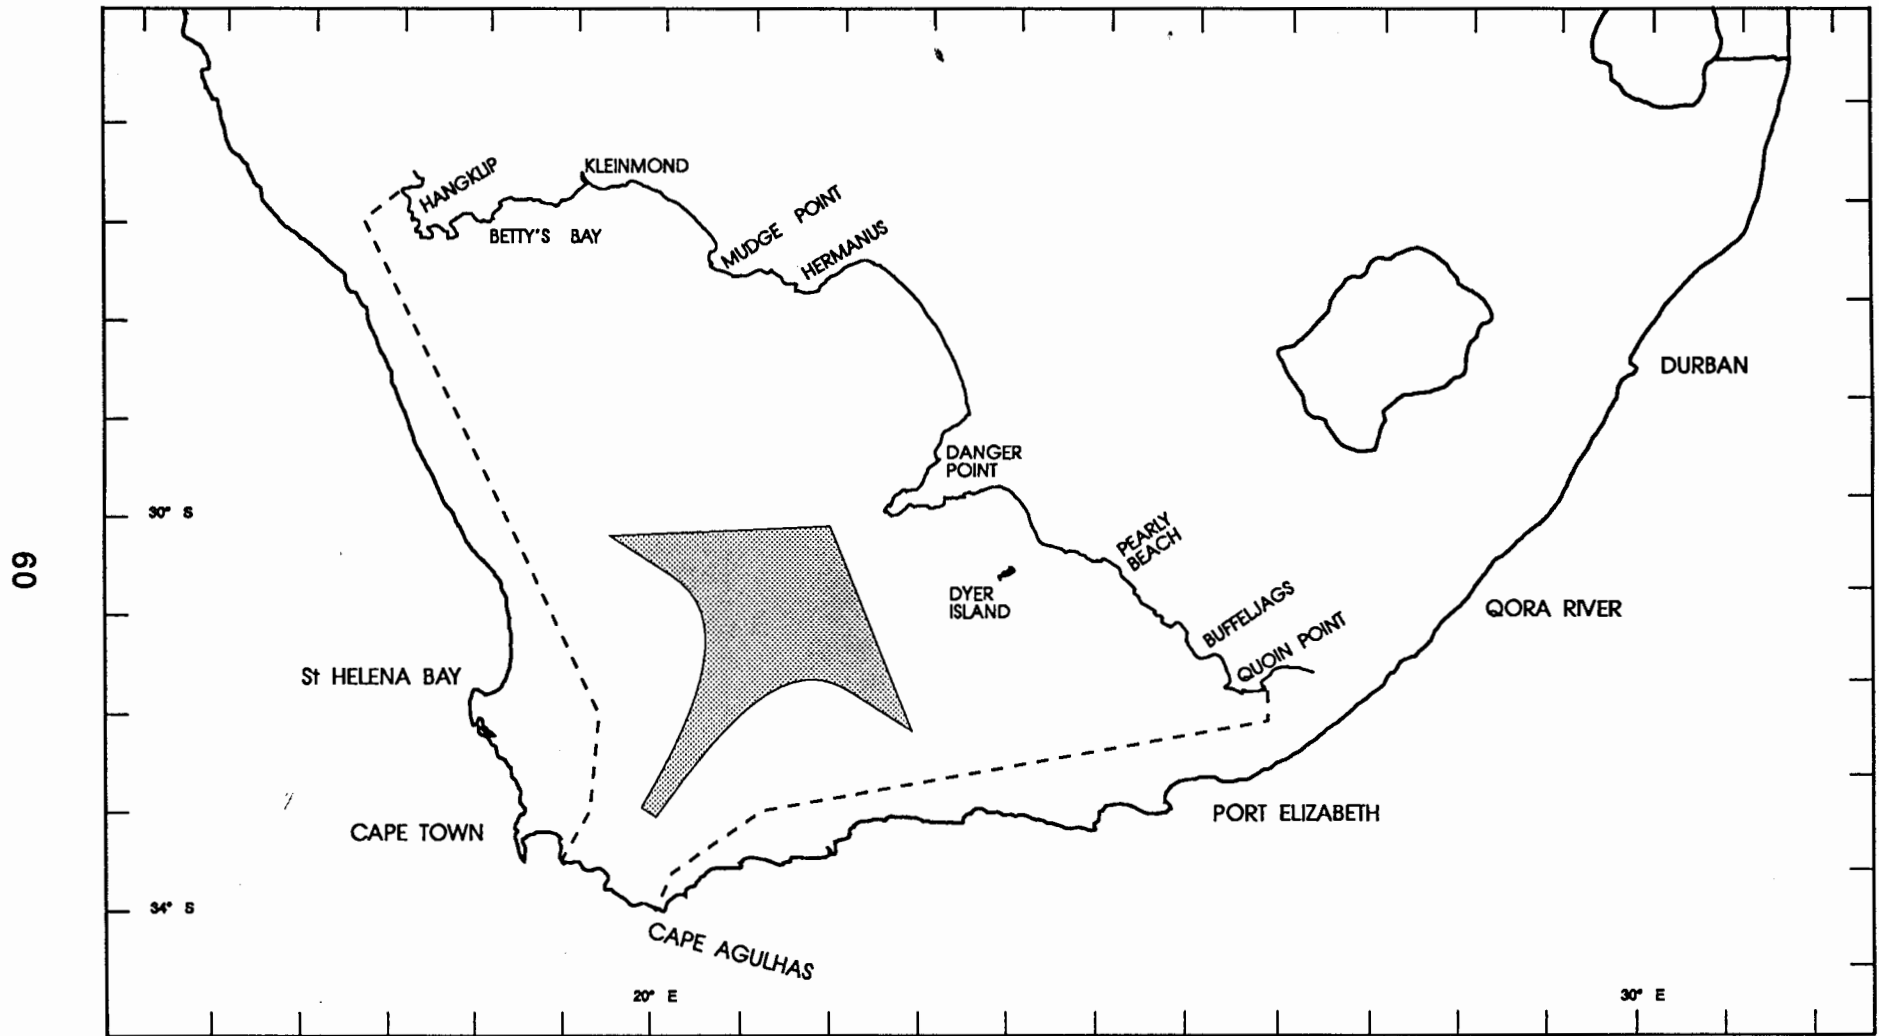 HANGKLIP
KLEINMOND
BETTY'S BAY
MUDGE POINT
HERMANUS
DURBAN
DANGER
POINT
30° S
PEARLY
BEACH
60
DYER
ISLAND
BUFFELJAGS
QORA RIVER
QUOIN POINT
St HELENA BAY
PORT ELIZABETH
CAPE TOWN
34° S
CAPE AGULHAS
20° E
30° E